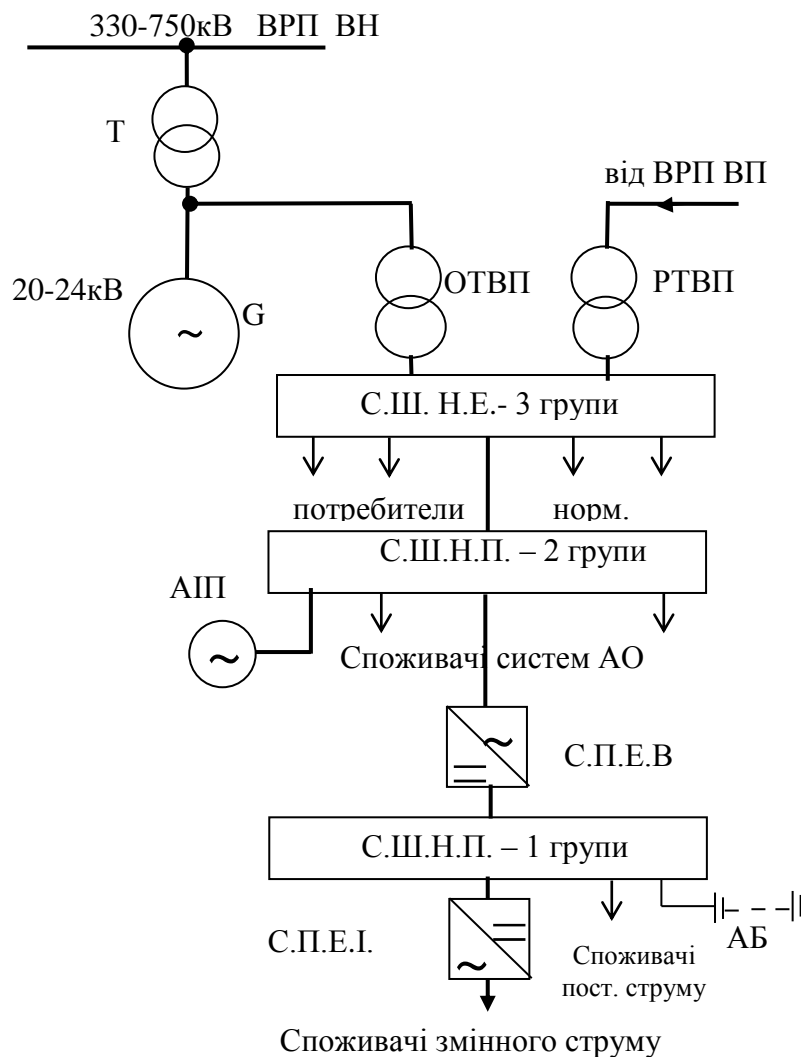 330-750кВ ВРП ВН
Т
від ВРП ВП
20-24кВ
G
~
ОТВП
РТВП
С.Ш. Н.Е.- 3 групи
потребители норм.
С.Ш.Н.П. – 2 групи
АІП
~
Споживачі систем АО
~
С.П.Е.В
С.Ш.Н.П. – 1 групи
С.П.Е.І.
~
АБ
Споживачі
пост. струму
Споживачі змінного струму